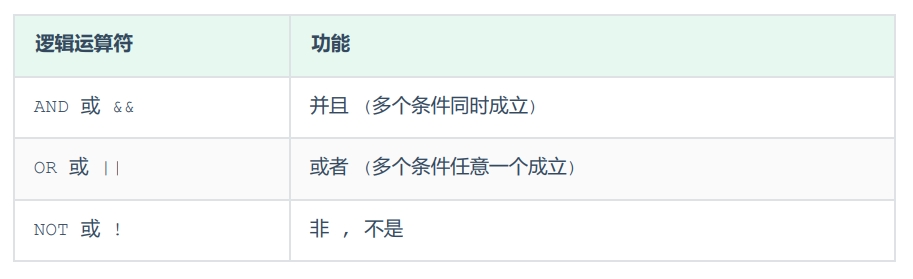 逻辑运算符 功能
AND 或 && 并且 (多个条件同时成立)
OR 或 || 或者 (多个条件任意一个成立)
NOT 或 ! 非 , 不是